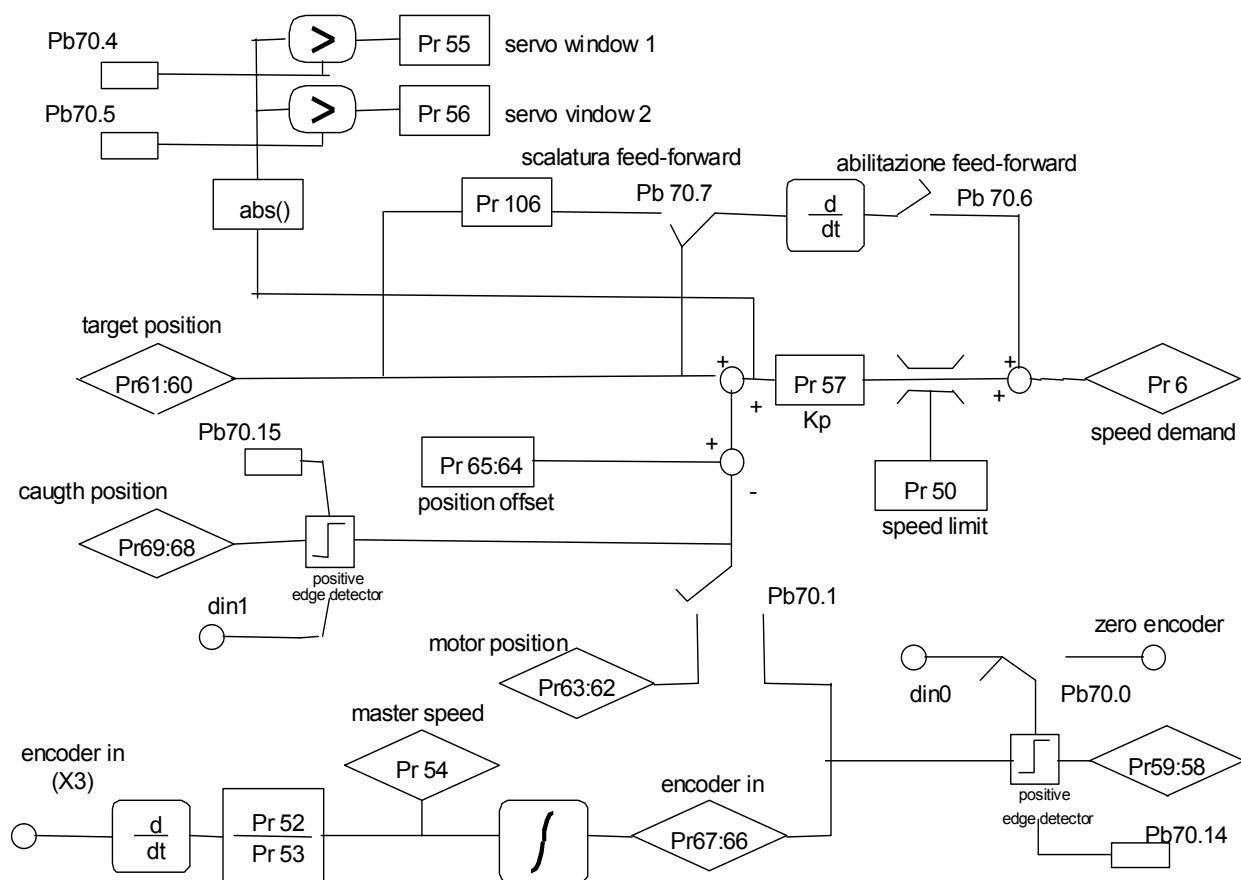 Pb70.4
>
Pr 55
servo window 1
Pb70.5
>
Pr 56
servo vindow 2
scalatura feed-forward
abilitazione feed-forward
abs()
Pr 106
Pb 70.7
d
dt
Pb 70.6
target position
Pr61:60
+
+
Pr 57
Kp
+
+
Pr 6
speed demand
Pb70.15
Pr 65:64
position offset
+
-
Pr 50
speed limit
caugth position
Pr69:68
positive
edge detector
din1
Pb70.1
motor position
Pr63:62
zero encoder
din0
Pb70.0
master speed
Pr 54
encoder in
(X3)
d
dt
Pr 52
Pr 53
∫
encoder in
Pr67:66
Pr59:58
positive
edge detector
Pb70.14